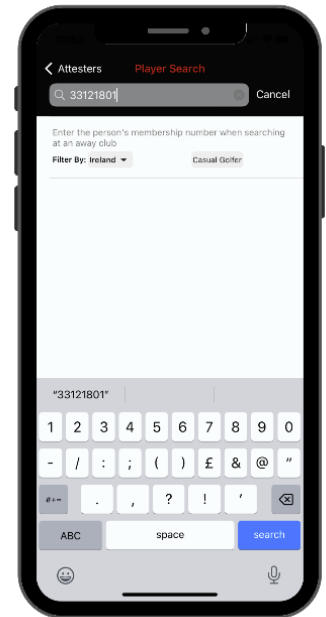 Attesters Player Search
33121801 Cancel
Enter the person's membership number when searching
at an away club
Filter By: Ireland Casual Golfer
"33121801"
1 2 3 4 5 6 7 8 9 0
- / : ; ( ) £ & @ "
#+= . , ? ! '
ABC space search